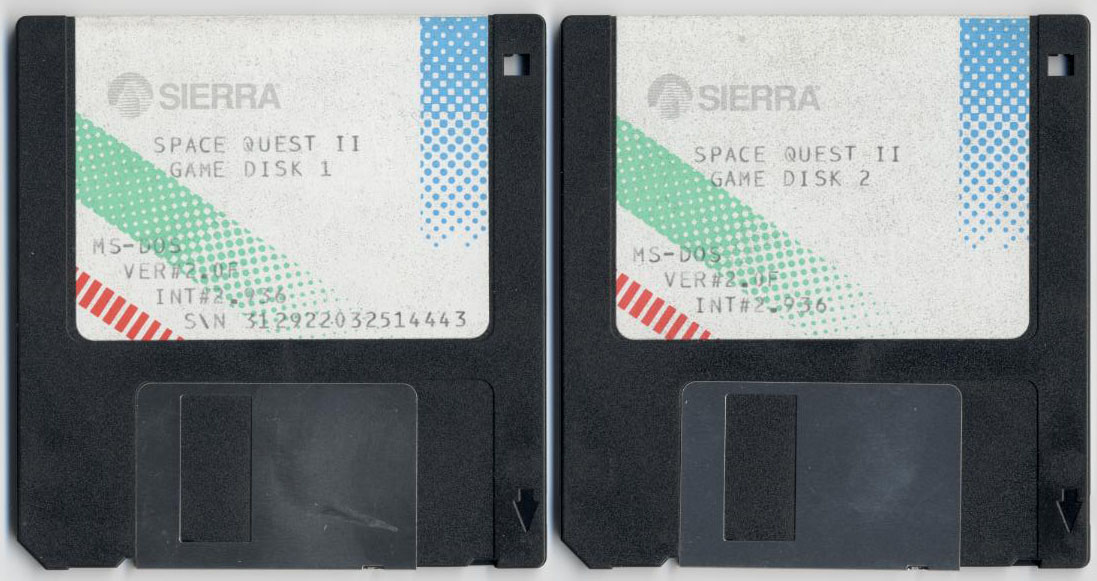 SIERRA
SPACE QUEST II
GAME DISK 1
MS-DOS
VER#2.0F
INT#2.936
S\N 312922032514443
SIERRA
SPACE QUEST II
GAME DISK 2
MS-DOS
VER#2.0F
INT#2.936